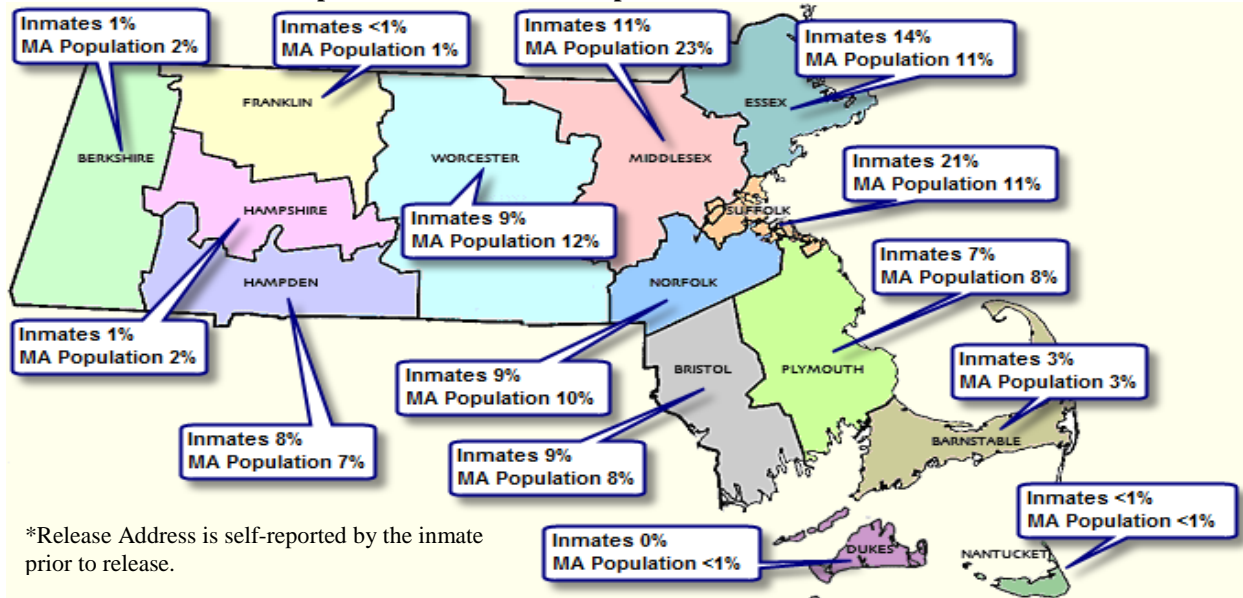 Inmates 1%
MA Population 2%
Inmates <1%
MA Population 1%
Inmates 11%
MA Population 23%
Inmates 14%
MA Population 11%
FRANKLIN
ESSEX
BERKSHIRE
WORCESTER
MIDDLESEX
Inmates 21%
MA Population 11%
SUFFOLK
HAMPSHIRE
Inmates 9%
MA Population 12%
Inmates 7%
MA Population 8%
HAMPDEN
NORFOLK
Inmates 1%
MA Population 2%
Inmates 9%
MA Population 10%
BRISTOL
PLYMOUTH
Inmates 3%
MA Population 3%
Inmates 8%
MA Population 7%
Inmates 9%
MA Population 8%
BARNSTABLE
Inmates <1%
MA Population <1%
*Release Address is self-reported by the inmate
prior to release.
Inmates 0%
MA Population <1%
DUKES
NANTUCKET